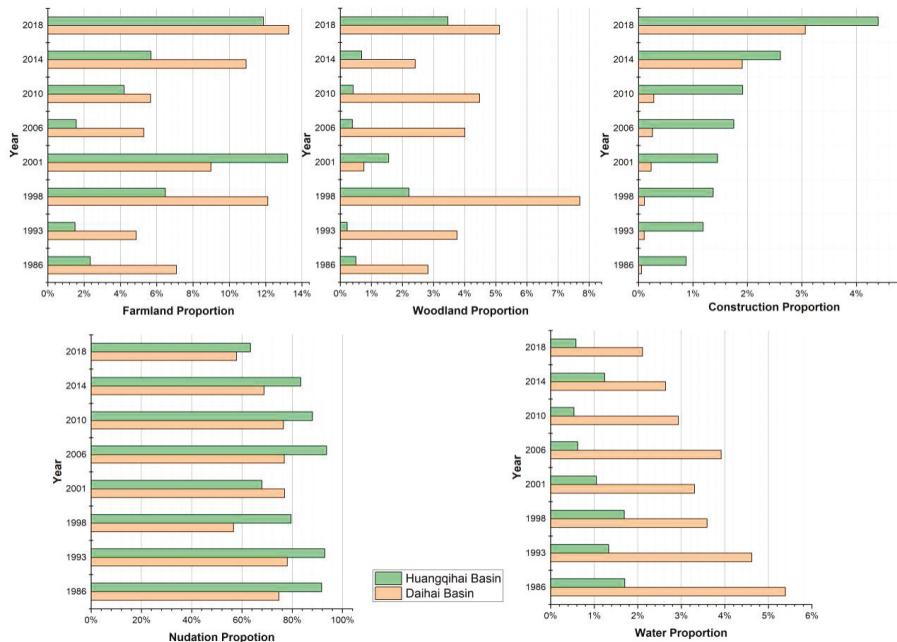 2018
2014
2010
2006
2001
1998
1993
1986
Year
0% 2% 4% 6% 8% 10% 12% 14%
Farmland Proportion
2018
2014
2010
2006
2001
1998
1993
1986
Year
0% 1% 2% 3% 4% 5% 6% 7% 8%
Woodland Proportion
2018
2014
2010
2006
2001
1998
1993
1986
Year
0% 1% 2% 3% 4%
Construction Proportion
2018
2014
2010
2006
2001
1998
1993
1986
Year
0% 20% 40% 60% 80% 100%
Nudation Propotion
Huangqihai Basin
Daihai Basin
2018
2014
2010
2006
2001
1998
1993
1986
Year
0% 1% 2% 3% 4% 5% 6%
Water Proportion